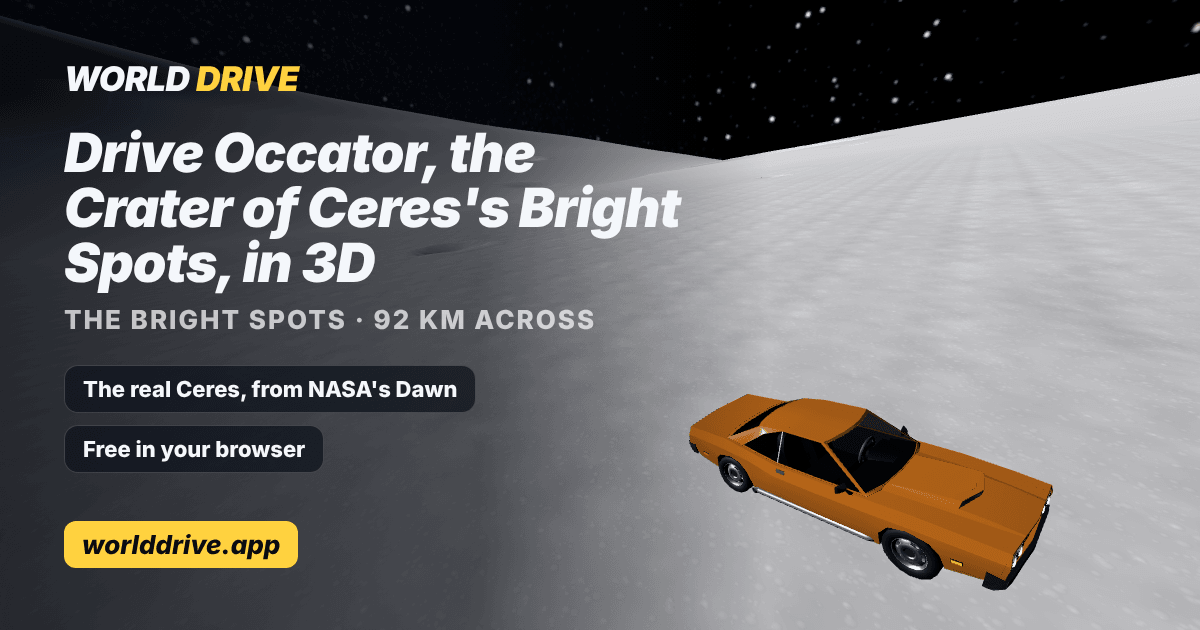 WORLD DRIVE
Drive Occator, the
Crater of Ceres's Bright
Spots, in 3D
THE BRIGHT SPOTS · 92 KM ACROSS
The real Ceres, from NASA's Dawn
Free in your browser
worlddrive.app